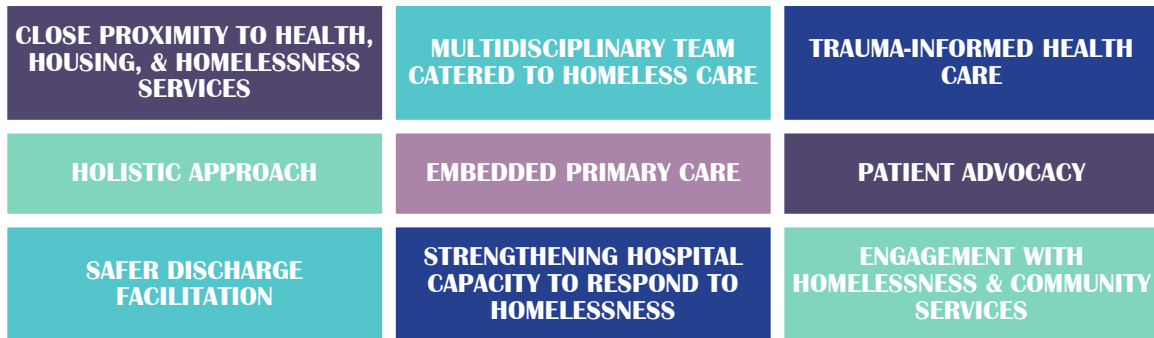 CLOSE PROXIMITY TO HEALTH,
HOUSING, & HOMELESSNESS
SERVICES
MULTIDISCIPLINARY TEAM
CATERED TO HOMELESS CARE
TRAUMA-INFORMED HEALTH
CARE
HOLISTIC APPROACH
EMBEDDED PRIMARY CARE
PATIENT ADVOCACY
SAFER DISCHARGE
FACILITATION
STRENGTHENING HOSPITAL
CAPACITY TO RESPOND TO
HOMELESSNESS
ENGAGEMENT WITH
HOMELESSNESS & COMMUNITY
SERVICES